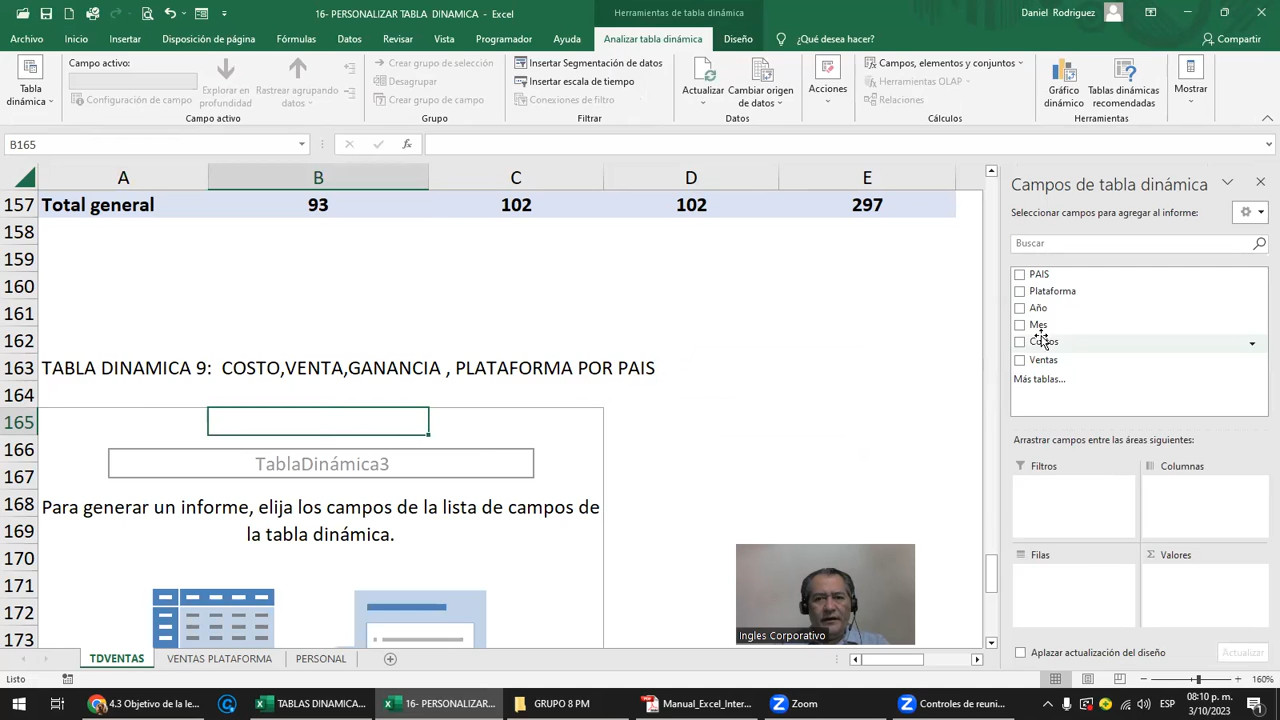 16- PERSONALIZAR TABLA DINAMICA - Excel
Herramientas de tabla dinámica
Daniel Rodriguez
Archivo Inicio Insertar Disposición de página Fórmulas Datos Revisar Vista Programador Ayuda Analizar tabla dinámica Diseño ¿Qué desea hacer? Compartir
Tabla dinámica
Campo activo:
Configuración de campo
Explorar en profundidad
Rastrear agrupando datos
Campo activo
Crear grupo de selección
Desagrupar
Crear grupo de campo
Grupo
Insertar Segmentación de datos
Insertar escala de tiempo
Conexiones de filtro
Filtrar
Actualizar
Cambiar origen de datos
Datos
Acciones
Campos, elementos y conjuntos
Herramientas OLAP
Relaciones
Cálculos
Gráfico dinámico
Tablas dinámicas recomendadas
Herramientas
Mostrar
B165
fx
A B C D E
157 Total general 93 102 102 297
158
159
160
161
162
163 TABLA DINAMICA 9: COSTO,VENTA,GANANCIA , PLATAFORMA POR PAIS
164
165
166
TablaDinámica3
167
168 Para generar un informe, elija los campos de la lista de campos de
169 la tabla dinámica.
170
171
172
173
Ingles Corporativo
Campos de tabla dinámica
Seleccionar campos para agregar al informe:
Buscar
PAIS
Plataforma
Año
Mes
Costos
Ventas
Más tablas...
Arrastrar campos entre las áreas siguientes:
Filtros
Columnas
Filas
Σ Valores
Aplazar actualización del diseño
Actualizar
TDVENTAS VENTAS PLATAFORMA PERSONAL
Listo
160%
4.3 Objetivo de la le...
TABLAS DINAMICA...
16- PERSONALIZAR...
GRUPO 8 PM
Manual_Excel_Inter...
Zoom
Controles de reuni...
ESP
08:10 p. m.
3/10/2023